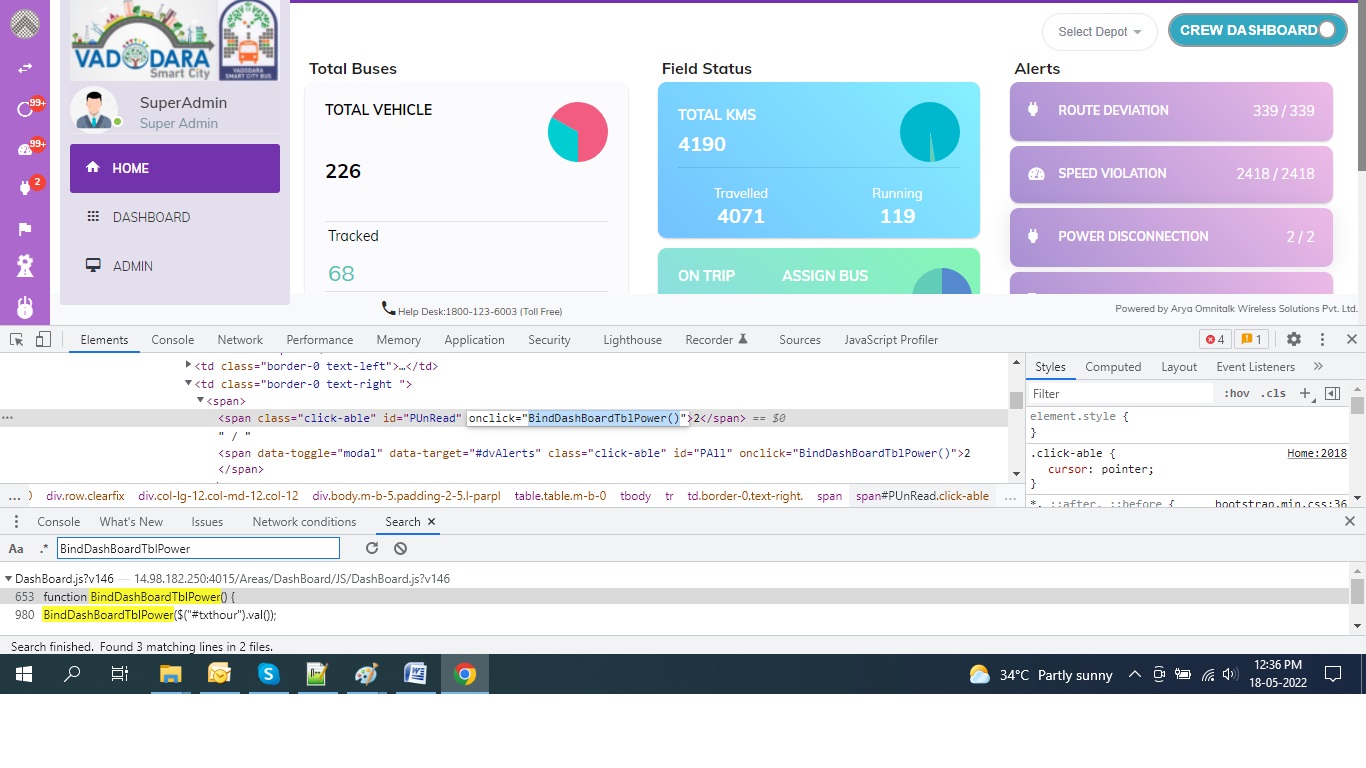 VADODARA
Smart City
VADODARA
SMART CITY BUS
99+
99+
2
SuperAdmin
Super Admin
HOME
DASHBOARD
ADMIN
Select Depot
CREW DASHBOARD
Total Buses
TOTAL VEHICLE
226
Tracked
68
Field Status
TOTAL KMS
4190
Travelled Running
4071 119
ON TRIP ASSIGN BUS
Alerts
ROUTE DEVIATION 339 / 339
SPEED VIOLATION 2418 / 2418
POWER DISCONNECTION 2 / 2
Help Desk:1800-123-6003 (Toll Free)
Powered by Arya Omnitalk Wireless Solutions Pvt. Ltd.
Elements Console Network Performance Memory Application Security Lighthouse Recorder Sources JavaScript Profiler 4 1
<td class="border-0 text-left">…</td>
<td class="border-0 text-right ">
<span>
<span class="click-able" id="PUnRead" onclick="BindDashBoardTblPower()">2</span> == $0
" / "
<span data-toggle="modal" data-target="#dvAlerts" class="click-able" id="PAll" onclick="BindDashBoardTblPower()">2
</span>
Styles Computed Layout Event Listeners »
Filter :hov .cls +
element.style {
}
.click-able { Home:2018
cursor: pointer;
}
*, ::after, ::before { bootstrap.min.css:36
... div.row.clearfix div.col-lg-12.col-md-12.col-12 div.body.m-b-5.padding-2-5.l-parpl table.table.m-b-0 tbody tr td.border-0.text-right. span span#PUnRead.click-able ...
Console What's New Issues Network conditions Search ×
Aa .* BindDashBoardTblPower
DashBoard.js?v146 — 14.98.182.250:4015/Areas/DashBoard/JS/DashBoard.js?v146
653 function BindDashBoardTblPower() {
980 BindDashBoardTblPower($("#txthour").val());
Search finished. Found 3 matching lines in 2 files.
34°C Partly sunny
12:36 PM
18-05-2022